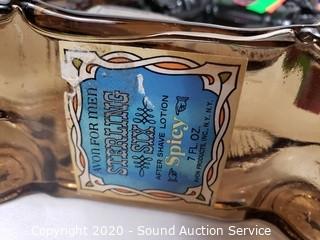 AVON FOR MEN
STERLING
SIX
AFTER SHAVE LOTION
Spicy
7 FL. OZ.
AVON PRODUCTS, INC. N.Y., N.Y.
Copyright 2020 - Sound Auction Service